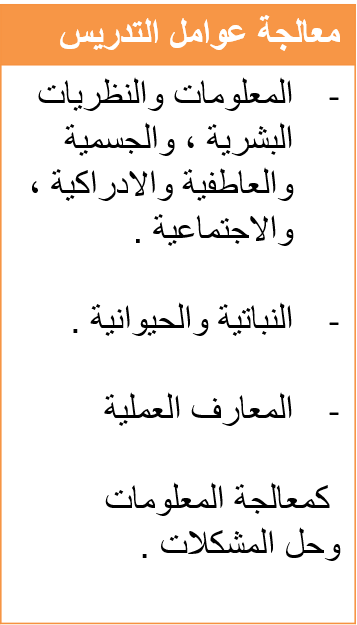 معالجة عوامل التدريس
- المعلومات والنظريات
البشرية ، والجسمية
والعاطفية والادراكية ،
والاجتماعية .
- النباتية والحيوانية .
- المعارف العملية
كمعالجة المعلومات
وحل المشكلات .